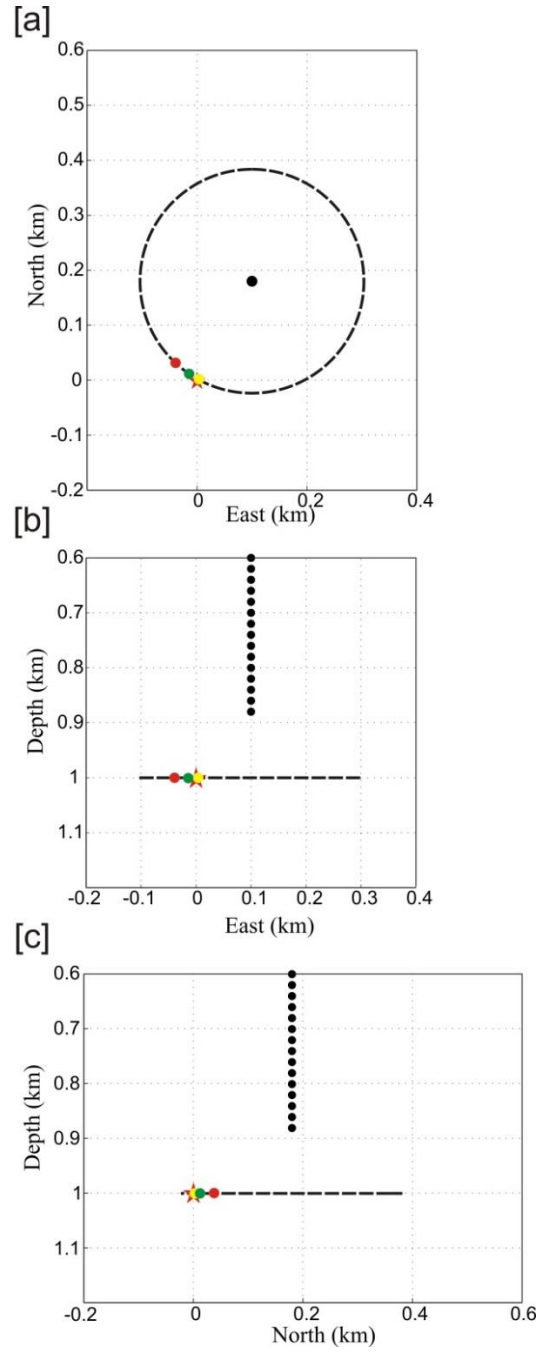 [a]
0.6
0.5
0.4
0.3
0.2
0.1
0
-0.1
-0.2
North (km)
0 0.2 0.4
East (km)
[b]
0.6
0.7
0.8
0.9
1
1.1
Depth (km)
-0.2 -0.1 0 0.1 0.2 0.3 0.4
East (km)
[c]
0.6
0.7
0.8
0.9
1
1.1
Depth (km)
-0.2 0 0.2 0.4 0.6
North (km)